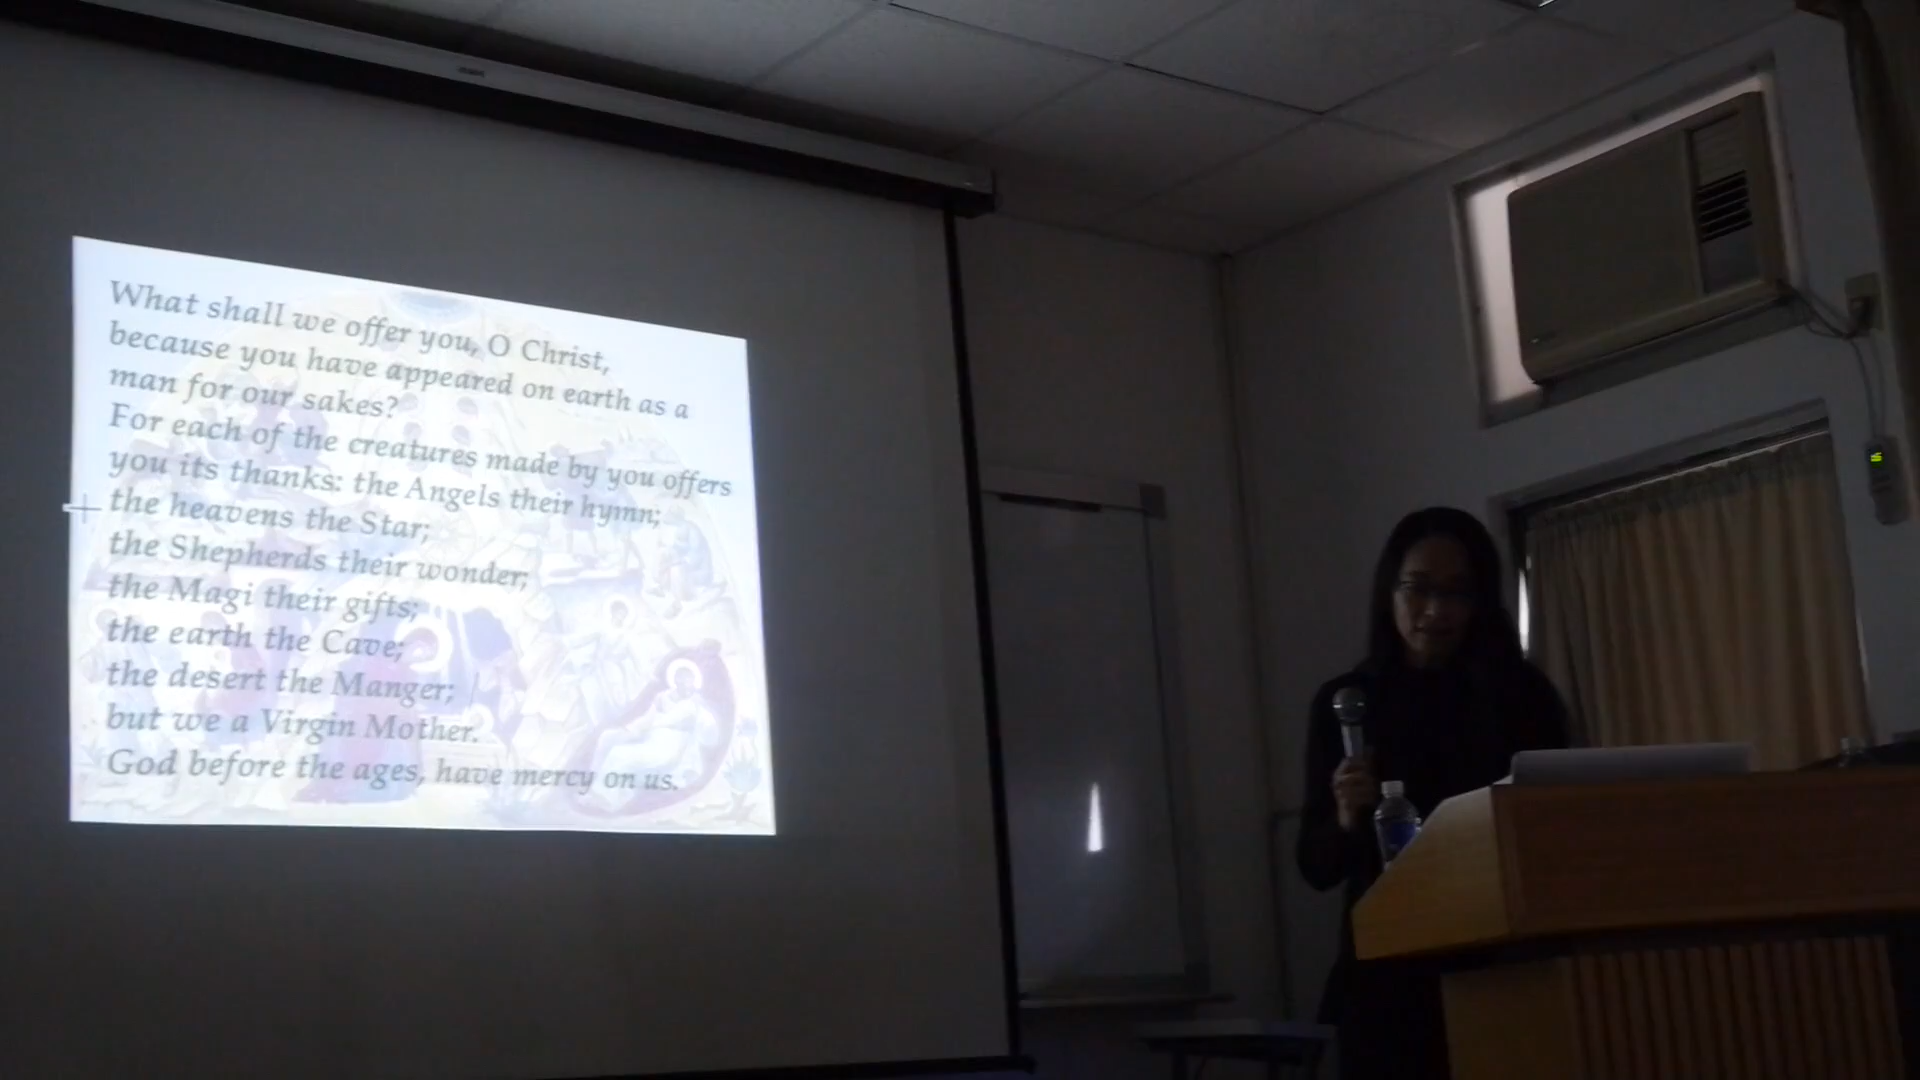 What shall we offer you, O Christ,
because you have appeared on earth as a
man for our sakes?
For each of the creatures made by you offers
you its thanks: the Angels their hymn;
the heavens the Star;
the Shepherds their wonder;
the Magi their gifts;
the earth the Cave;
the desert the Manger;
but we a Virgin Mother.
God before the ages, have mercy on us.